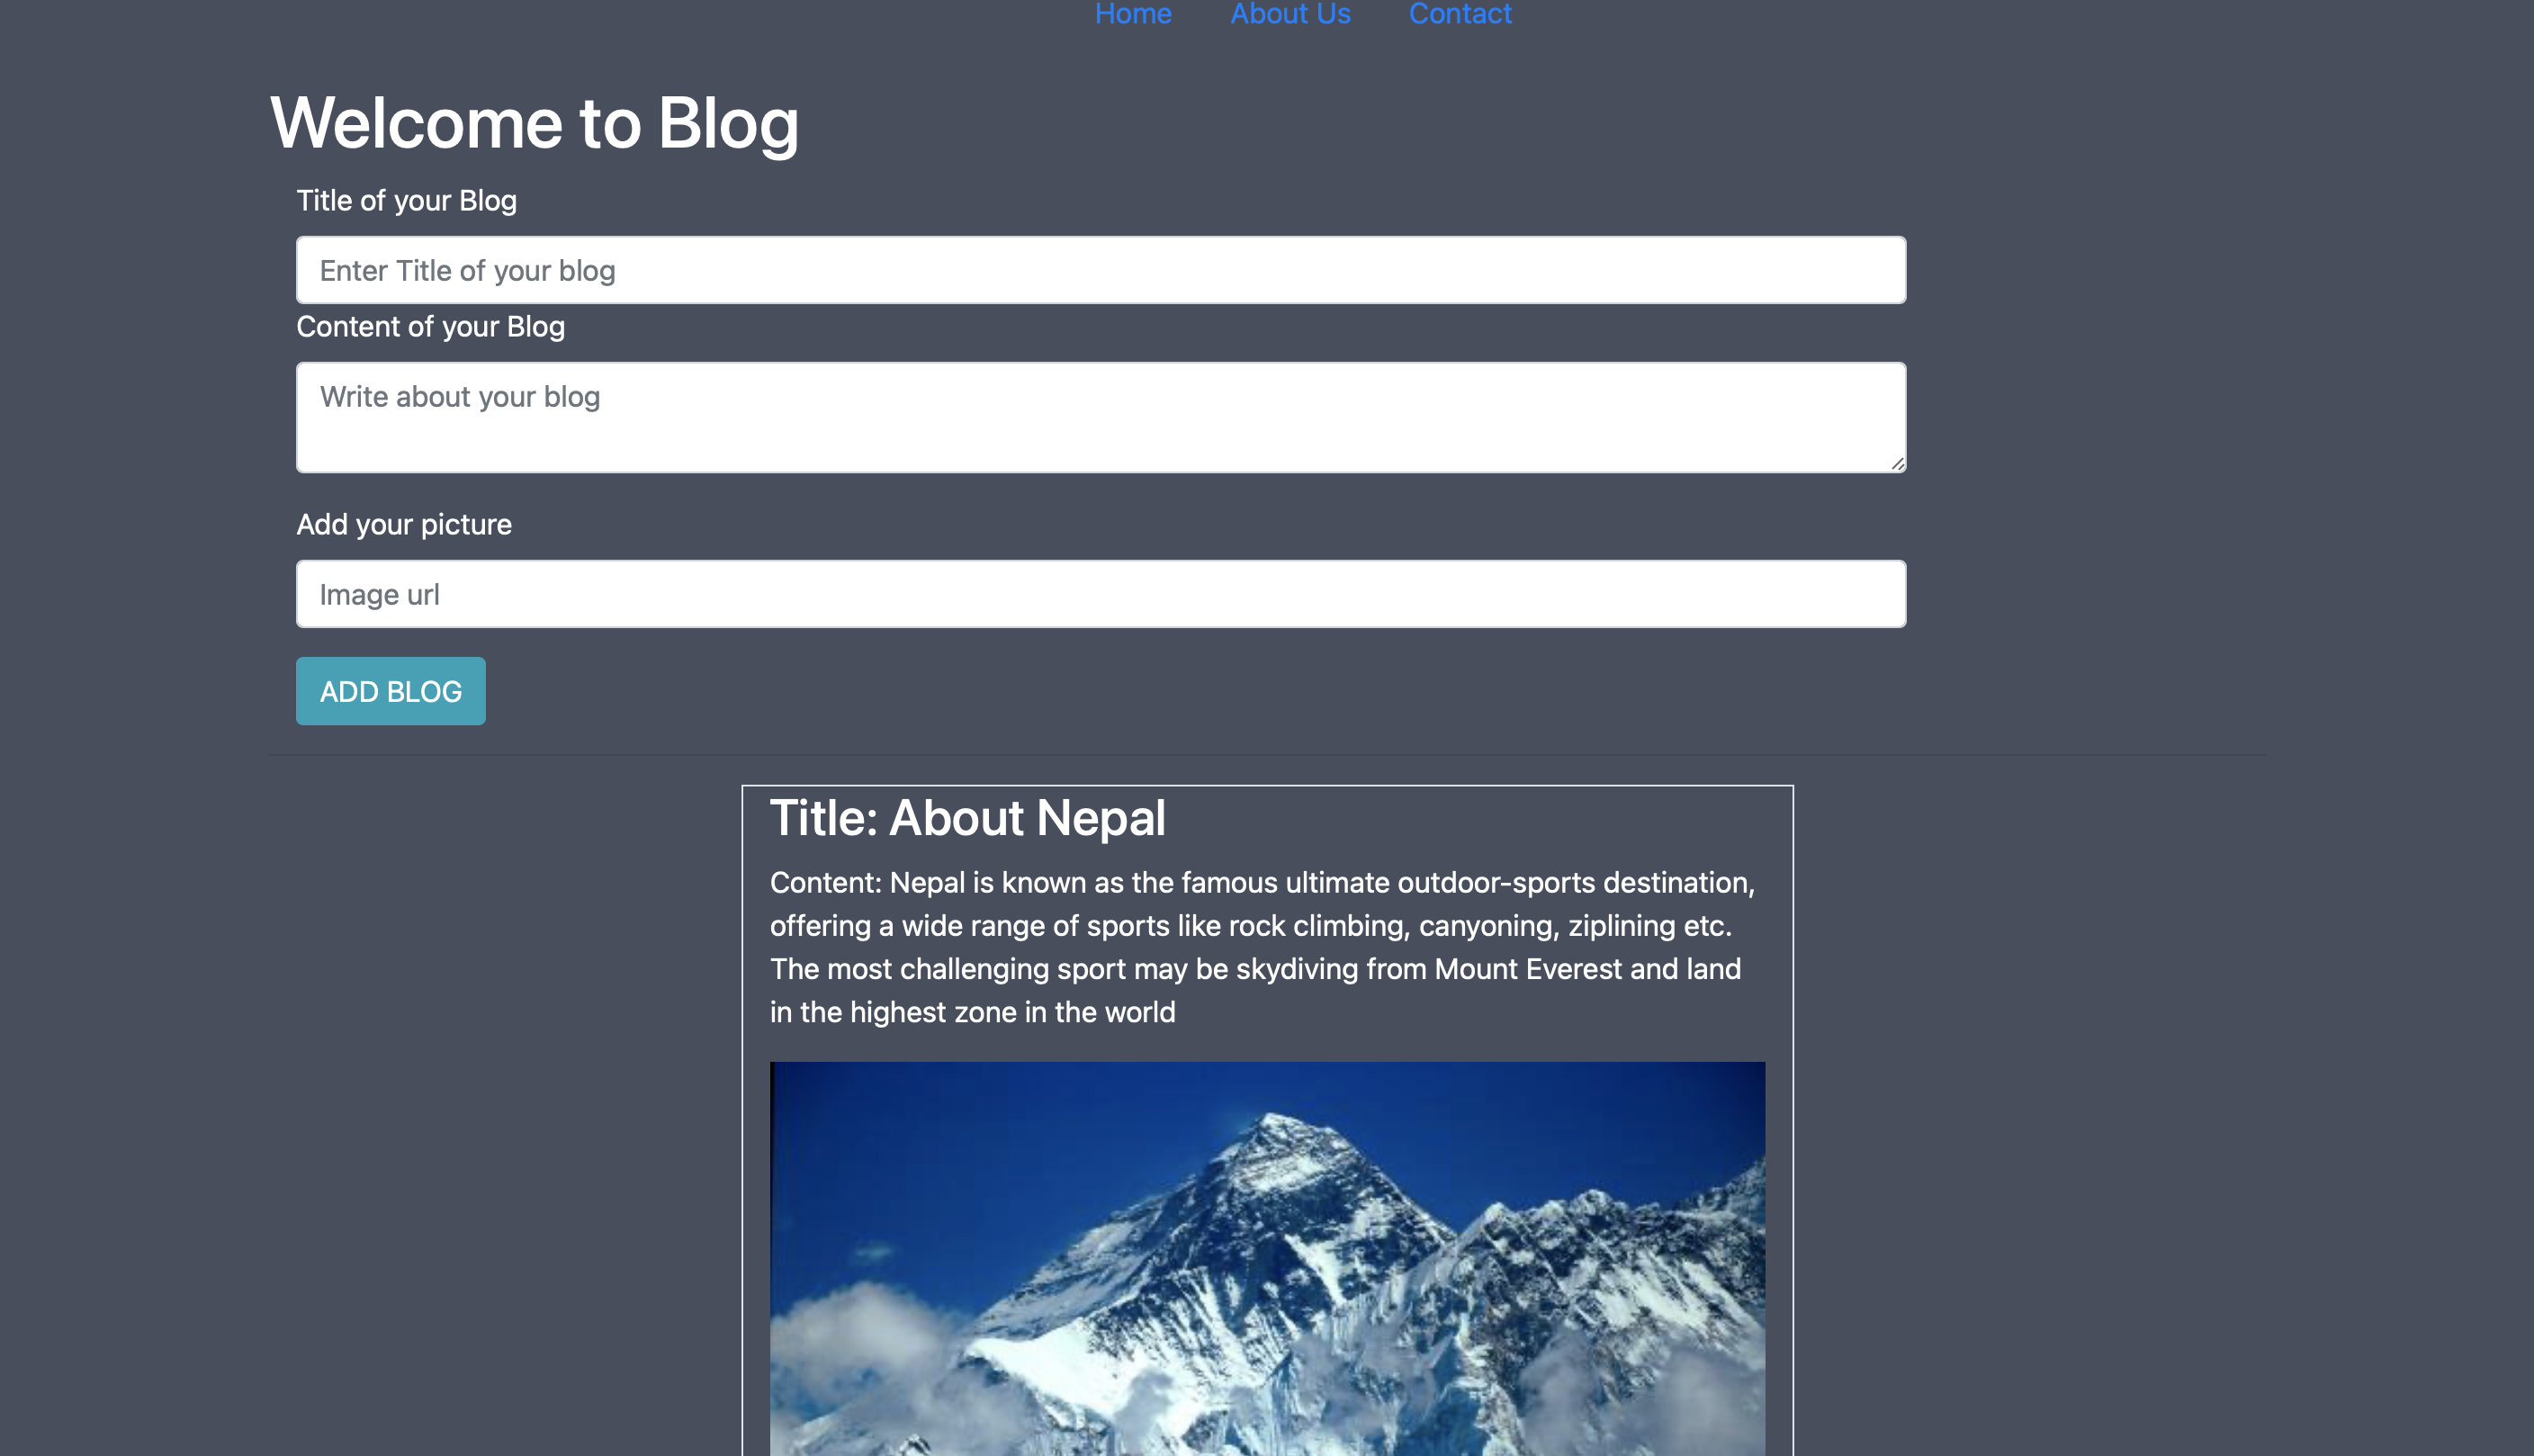 Home About Us Contact
Welcome to Blog
Title of your Blog
Enter Title of your blog
Content of your Blog
Write about your blog
Add your picture
Image url
ADD BLOG
Title: About Nepal
Content: Nepal is known as the famous ultimate outdoor-sports destination,
offering a wide range of sports like rock climbing, canyoning, ziplining etc.
The most challenging sport may be skydiving from Mount Everest and land
in the highest zone in the world